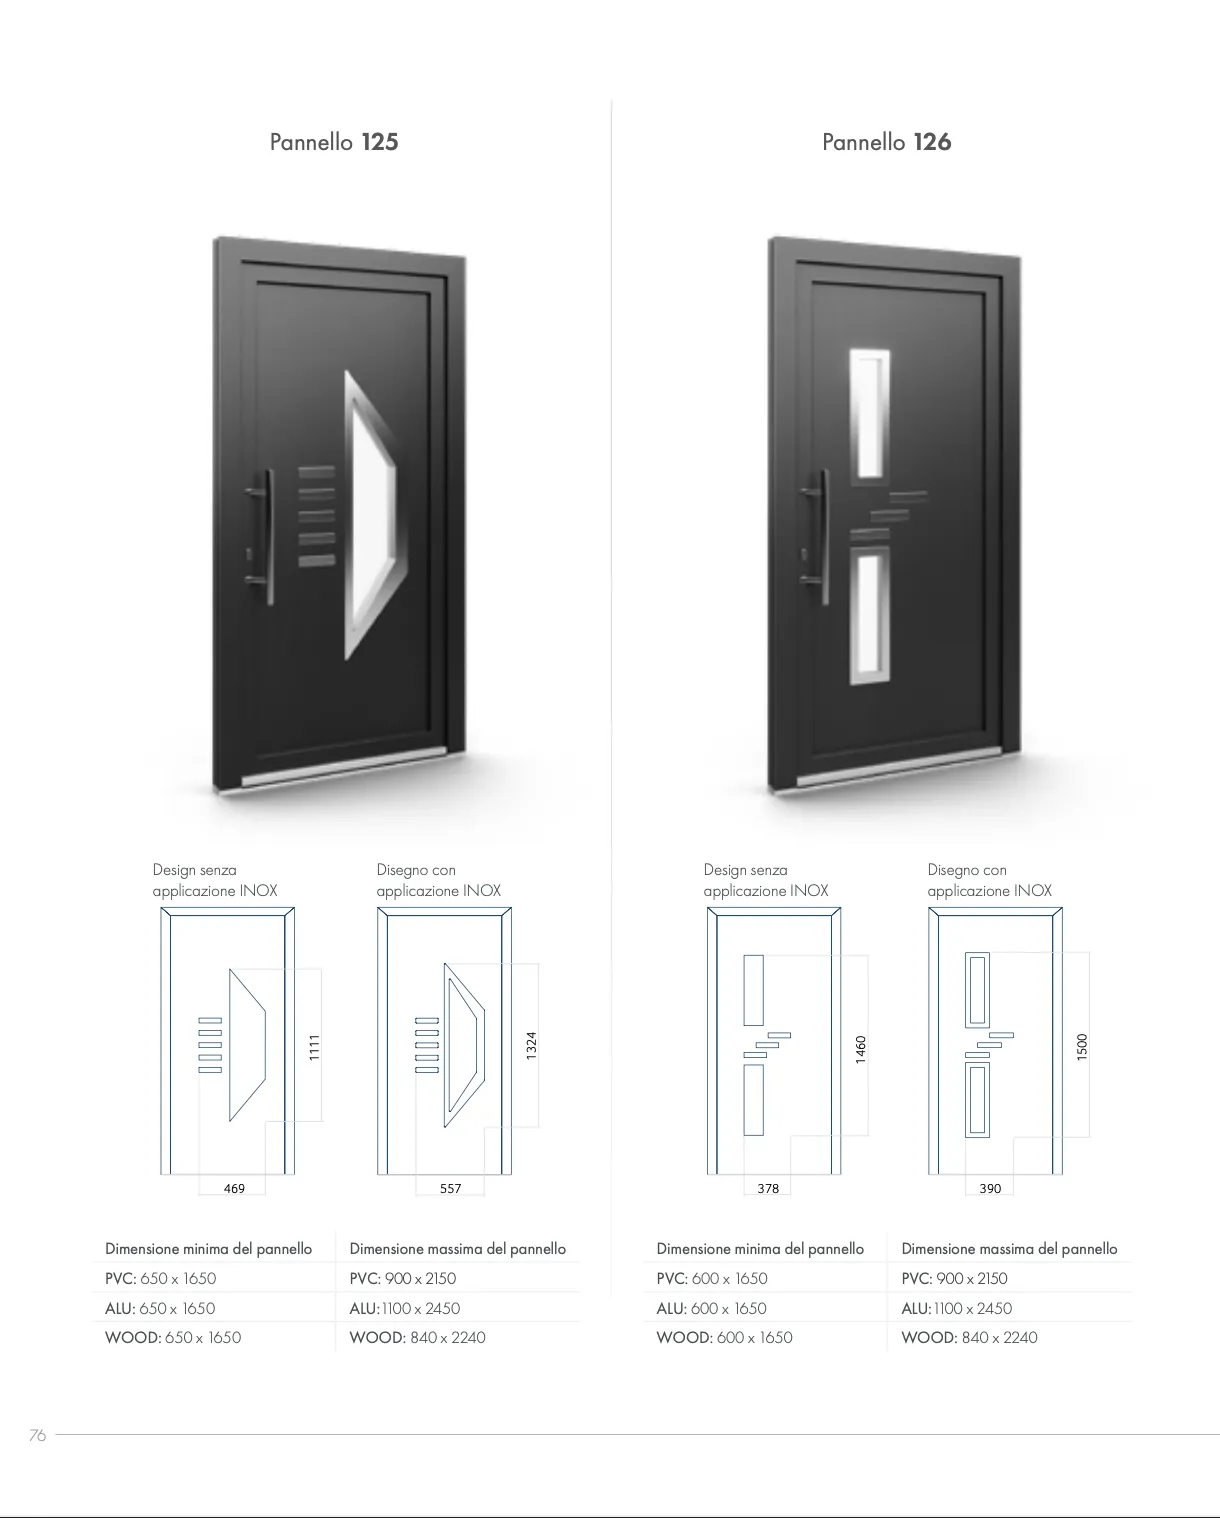 Pannello 125
Design senza
applicazione INOX
Disegno con
applicazione INOX
1111
1324
469
557
Dimensione minima del pannello
Dimensione massima del pannello
PVC: 650 x 1650
PVC: 900 x 2150
ALU: 650 x 1650
ALU: 1100 x 2450
WOOD: 650 x 1650
WOOD: 840 x 2240
Pannello 126
Design senza
applicazione INOX
Disegno con
applicazione INOX
1460
1500
378
390
Dimensione minima del pannello
Dimensione massima del pannello
PVC: 600 x 1650
PVC: 900 x 2150
ALU: 600 x 1650
ALU: 1100 x 2450
WOOD: 600 x 1650
WOOD: 840 x 2240
76